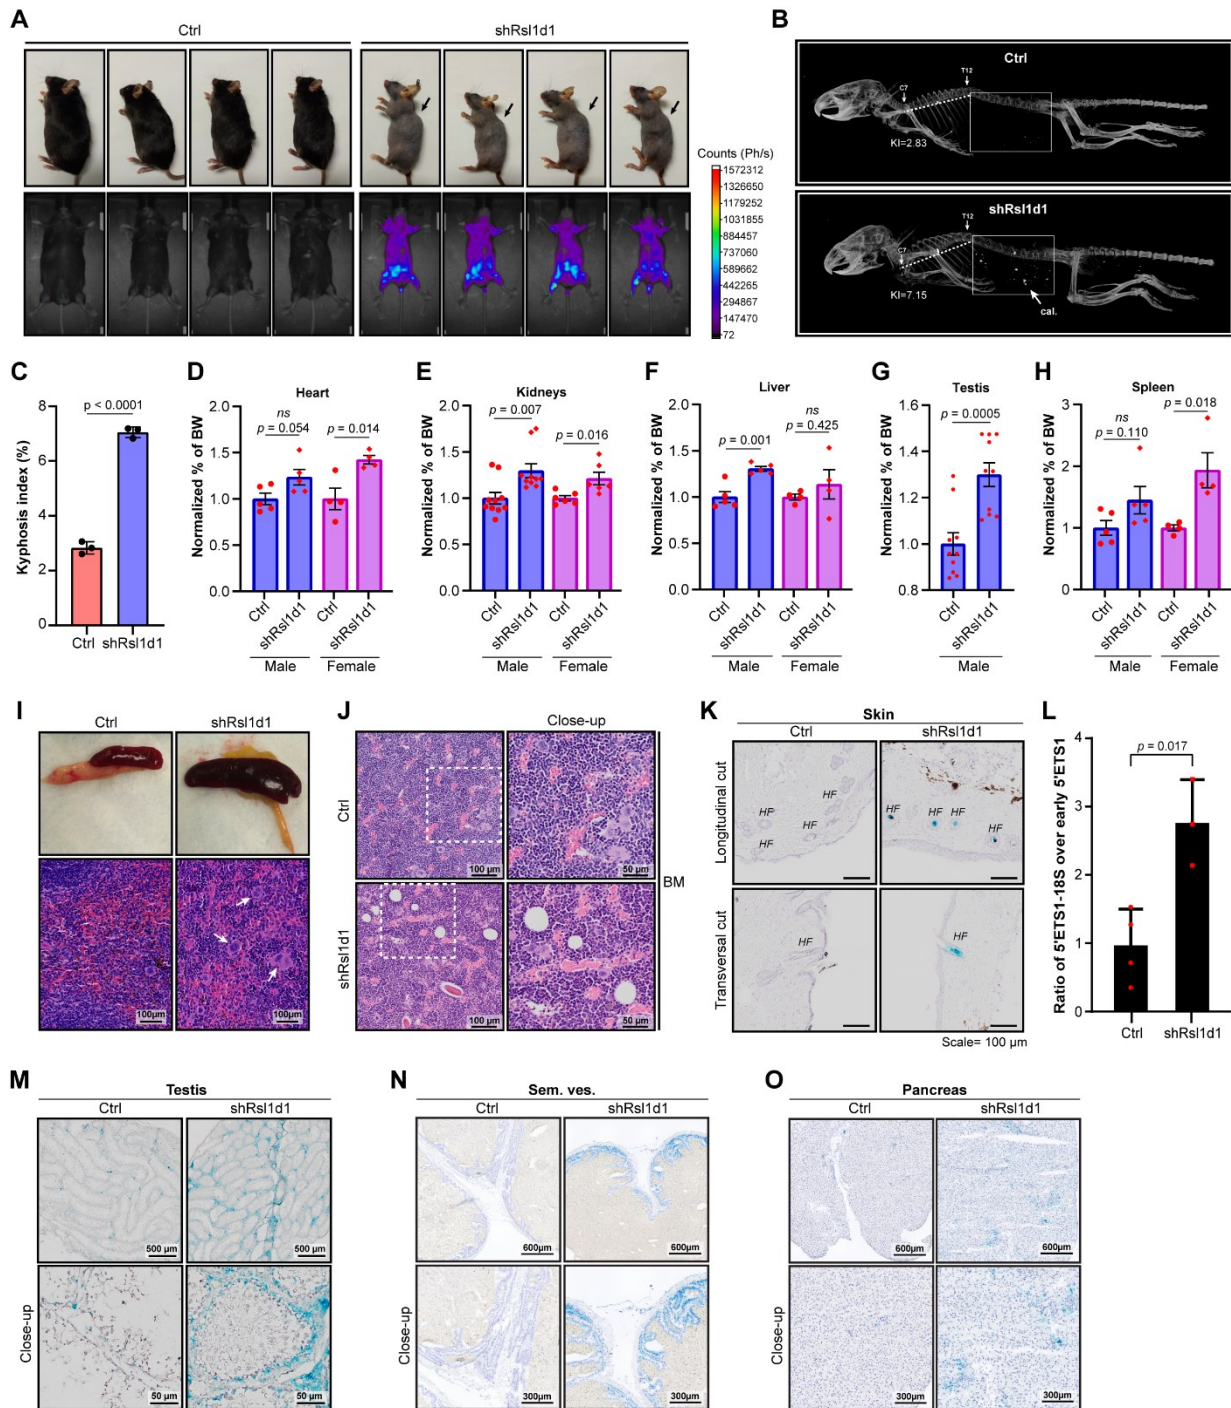 A
Ctrl
shRsl1d1
Counts (Ph/s)
1572312
1326650
1179245
1031855
884457
737060
589662
442265
294867
147470
72
B
Ctrl
C7
T12
KI=2.83
shRsl1d1
C7
T12
KI=7.15
cal.
C
Kyphosis index (%)
8
6
4
2
0
p < 0.0001
Ctrl
shRsl1d1
D
Heart
Normalized % of BW
2.0
1.5
1.0
0.5
0.0
ns
p = 0.054
p = 0.014
Ctrl
shRsl1d1
Ctrl
shRsl1d1
Male
Female
E
Kidneys
Normalized % of BW
2.0
1.5
1.0
0.5
0.0
p = 0.007
p = 0.016
Ctrl
shRsl1d1
Ctrl
shRsl1d1
Male
Female
F
Liver
Normalized % of BW
2.0
1.5
1.0
0.5
0.0
p = 0.001
ns
p = 0.425
Ctrl
shRsl1d1
Ctrl
shRsl1d1
Male
Female
G
Testis
Normalized % of BW
1.6
1.4
1.2
1.0
0.8
p = 0.0005
Ctrl
shRsl1d1
Male
H
Spleen
Normalized % of BW
3
2
1
0
ns
p = 0.110
p = 0.018
Ctrl
shRsl1d1
Ctrl
shRsl1d1
Male
Female
I
Ctrl
shRsl1d1
100µm
100µm
J
Close-up
Ctrl
shRsl1d1
100 µm
50 µm
100 µm
50 µm
BM
K
Skin
Ctrl
shRsl1d1
Longitudinal cut
Transversal cut
HF
HF
HF
HF
HF
HF
HF
HF
HF
HF
Scale= 100 µm
L
Ratio of 5'ETS1-18S over early 5'ETS1
4
3
2
1
0
p = 0.017
Ctrl
shRsl1d1
M
Testis
Ctrl
shRsl1d1
500 µm
500 µm
Close-up
50 µm
50 µm
N
Sem. ves.
Ctrl
shRsl1d1
600µm
600µm
Close-up
300µm
300µm
O
Pancreas
Ctrl
shRsl1d1
600µm
600µm
Close-up
300µm
300µm